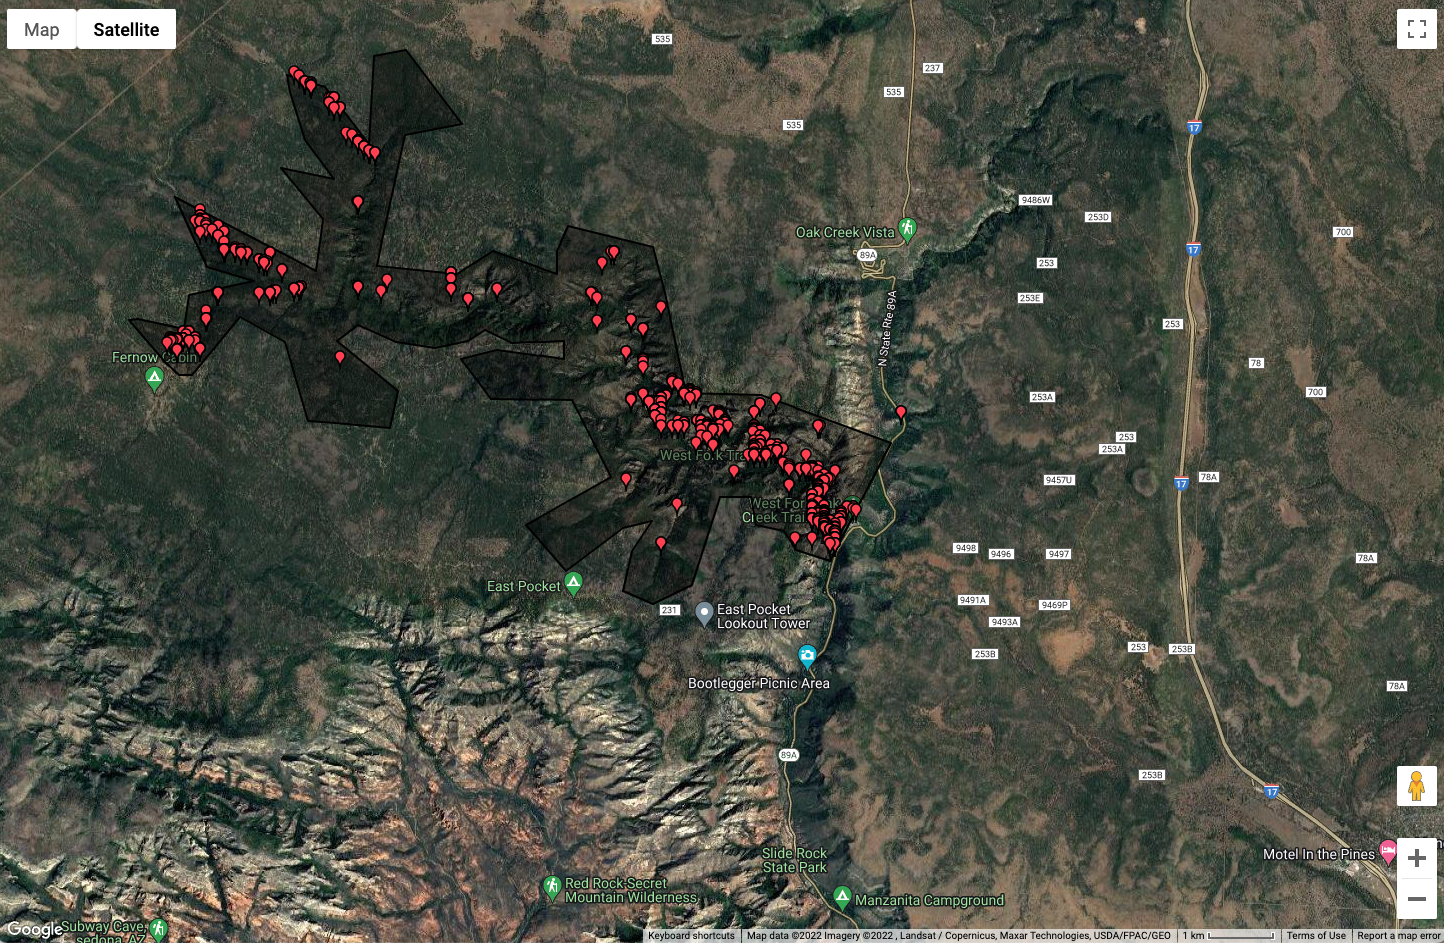 Map
Satellite
535
237
535
535
17
9486W
253D
700
Oak Creek Vista
89A
17
253
253E
N State Rte 89A
253
Fernow Cabin
78
700
253A
253
253A
West Fork Tra
9457U
17
78A
West For
Creek Trai
9498
9496
9497
78A
East Pocket
231
East Pocket
Lookout Tower
9491A
9469P
9493A
253
253B
253B
Bootlegger Picnic Area
78A
89A
253B
17
Slide Rock
State Park
Motel In the Pines
Red Rock-Secret
Mountain Wilderness
Manzanita Campground
Subway Cave,
sedona, AZ
Google
Keyboard shortcuts
Map data ©2022 Imagery ©2022 , Landsat / Copernicus, Maxar Technologies, USDA/FPAC/GEO
1 km
Terms of Use
Report a map error